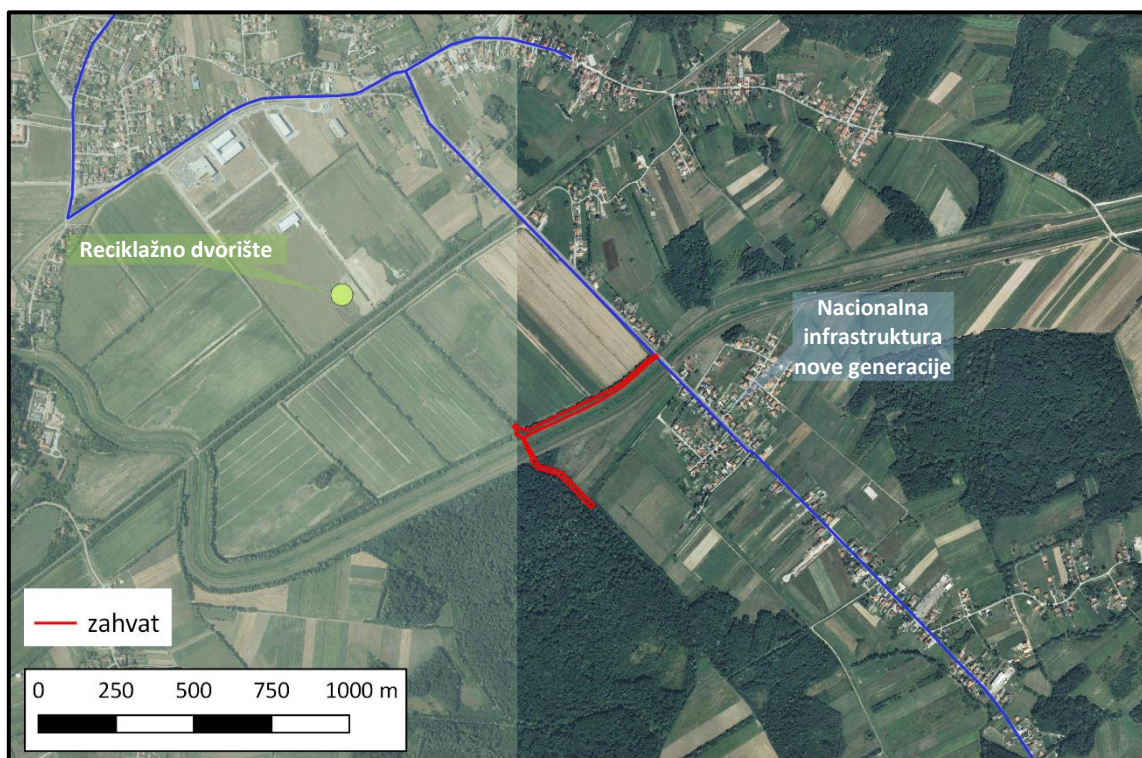 Reciklažno dvorište
Nacionalna
infrastruktura
nove generacije
zahvat
0 250 500 750 1000 m